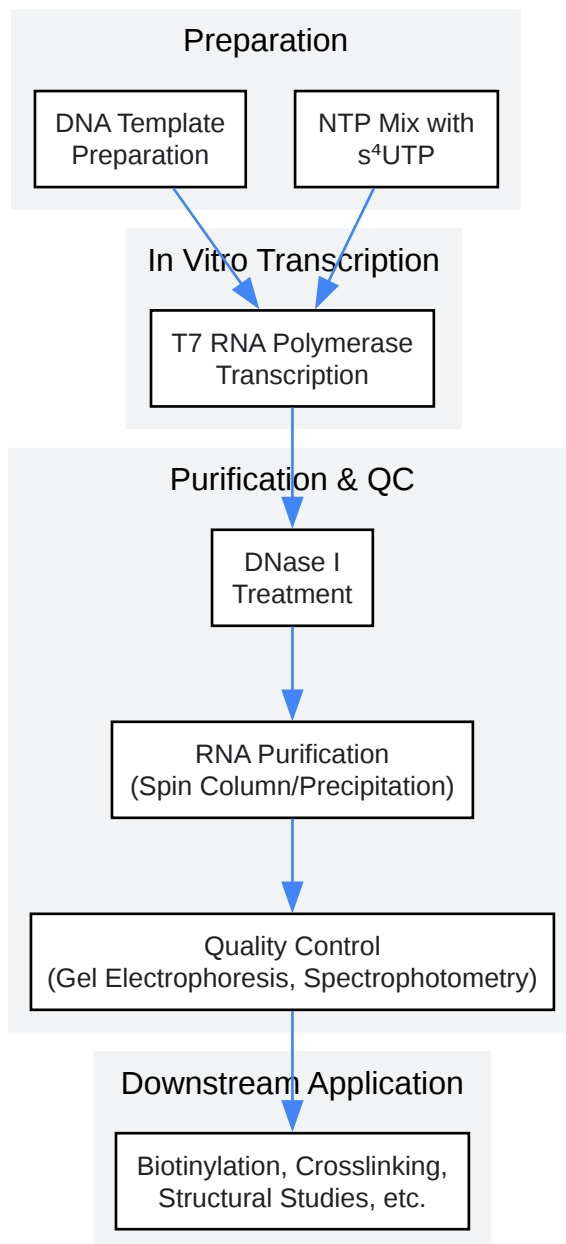 Preparation
DNA Template
Preparation
NTP Mix with
s⁴UTP
In Vitro Transcription
T7 RNA Polymerase
Transcription
Purification & QC
DNase I
Treatment
RNA Purification
(Spin Column/Precipitation)
Quality Control
(Gel Electrophoresis, Spectrophotometry)
Downstream Application
Biotinylation, Crosslinking,
Structural Studies, etc.